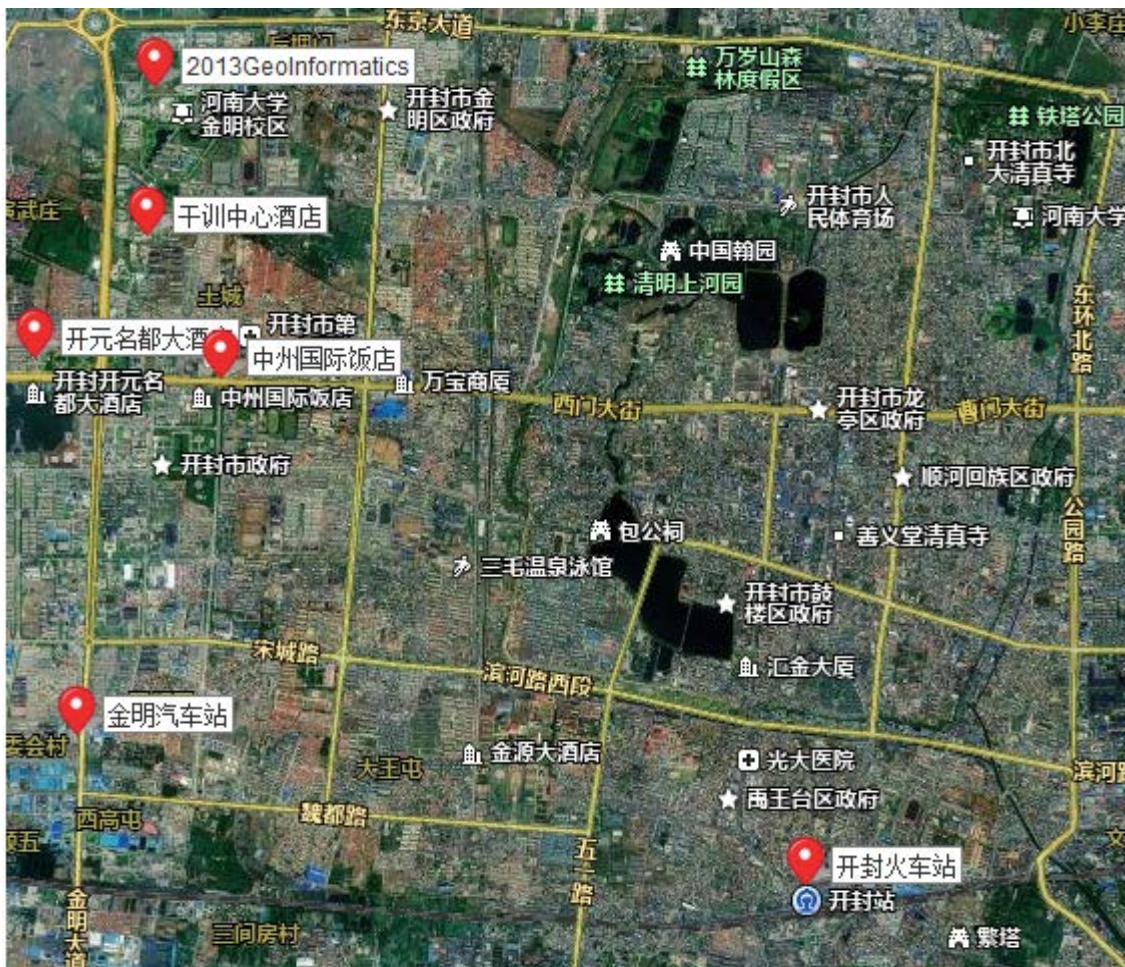 东京大道
小李庄
后埋门
2013GeoInformatics
万岁山森
林度假区
河南大学
金明校区
开封市金
明区政府
铁塔公园
开封市北
大清真寺
干训中心酒店
武庄
开封市人
民体育场
河南大学
中国翰园
清明上河园
土城
东环北路
开元名都大酒店
开封市第
中州国际饭店
开封开元名
都大酒店
中州国际饭店
万宝商厦
西门大街
开封市龙
亭区政府
曹门大街
开封市政府
顺河回族区政府
公园路
包公祠
善义堂清真寺
三毛温泉泳馆
开封市鼓
楼区政府
宋城路
滨河路西段
汇金大厦
金明汽车站
委会村
金源大酒店
大王屯
光大医院
滨河路
禹王台区政府
西高屯
魏都路
顺五
文
五一路
开封火车站
开封站
金明大道
三间房村
繁塔